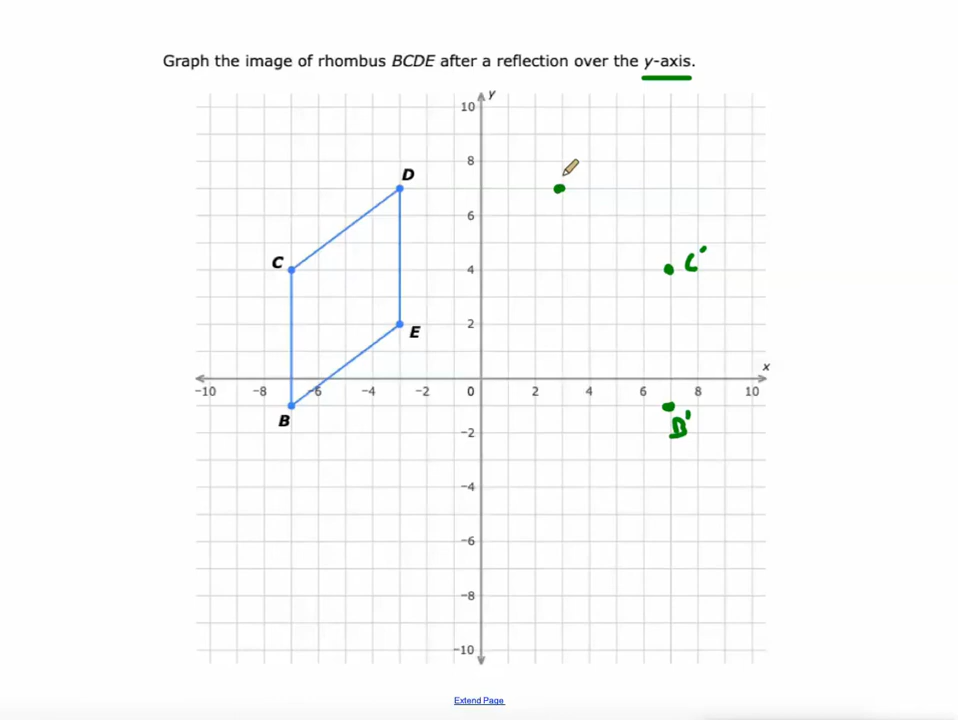 Graph the image of rhombus BCDE after a reflection over the y-axis.
y
10
8
D
6
C
C'
4
2
E
x
−10 −8 −6 −4 −2 0 2 4 6 8 10
B
B'
−2
−4
−6
−8
−10
Extend Page